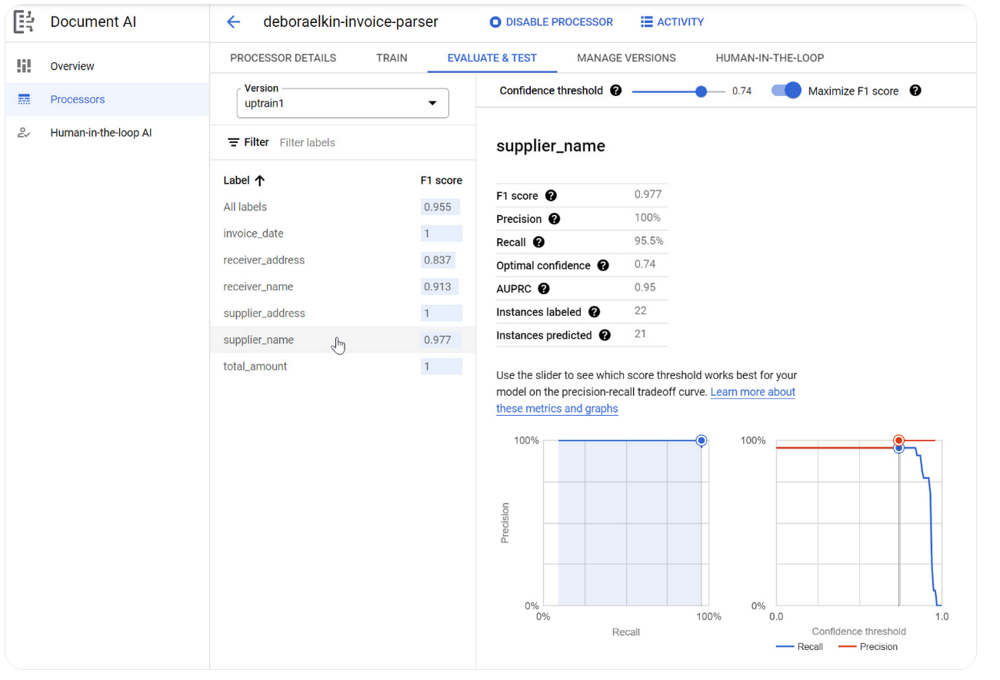 Document AI
deboraelkin-invoice-parser
DISABLE PROCESSOR
ACTIVITY
Overview
Processors
Human-in-the-loop AI
PROCESSOR DETAILS
TRAIN
EVALUATE & TEST
MANAGE VERSIONS
HUMAN-IN-THE-LOOP
Version
uptrain1
Confidence threshold ? 0.74
Maximize F1 score ?
Filter Filter labels
Label F1 score
All labels 0.955
invoice_date 1
receiver_address 0.837
receiver_name 0.913
supplier_address 1
supplier_name 0.977
total_amount 1
supplier_name
F1 score ? 0.977
Precision ? 100%
Recall ? 95.5%
Optimal confidence ? 0.74
AUPRC ? 0.95
Instances labeled ? 22
Instances predicted ? 21
Use the slider to see which score threshold works best for your
model on the precision-recall tradeoff curve. Learn more about
these metrics and graphs
100%
Precision
0%
0% 100%
Recall
100%
0%
0.0 1.0
Confidence threshold
Recall Precision